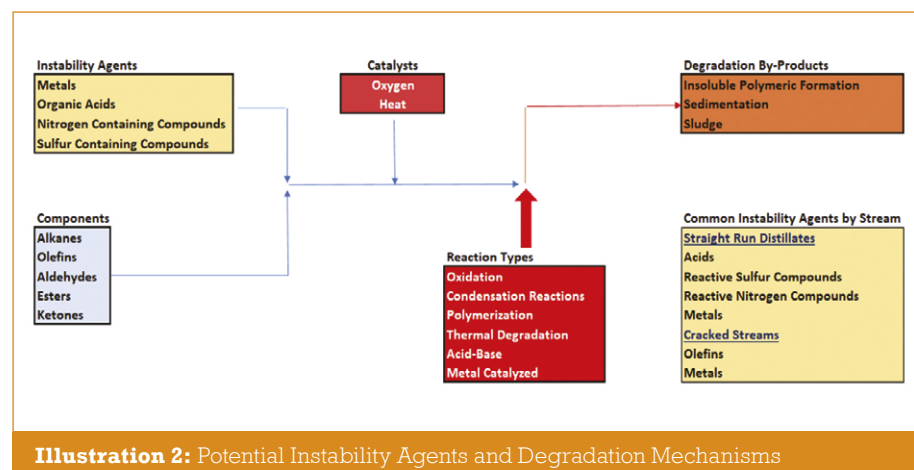 Instability Agents
Metals
Organic Acids
Nitrogen Containing Compounds
Sulfur Containing Compounds
Catalysts
Oxygen
Heat
Degradation By-Products
Insoluble Polymeric Formation
Sedimentation
Sludge
Components
Alkanes
Olefins
Aldehydes
Esters
Ketones
Reaction Types
Oxidation
Condensation Reactions
Polymerization
Thermal Degradation
Acid-Base
Metal Catalyzed
Common Instability Agents by Stream
Straight Run Distillates
Acids
Reactive Sulfur Compounds
Reactive Nitrogen Compounds
Metals
Cracked Streams
Olefins
Metals
Illustration 2: Potential Instability Agents and Degradation Mechanisms